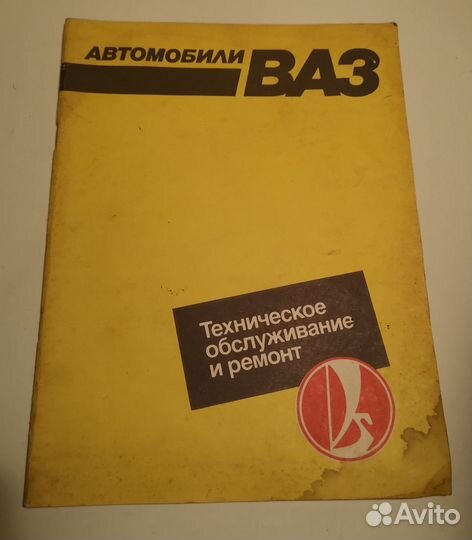 АВТОМОБИЛИ ВАЗ
Техническое
обслуживание
и ремонт
Avito